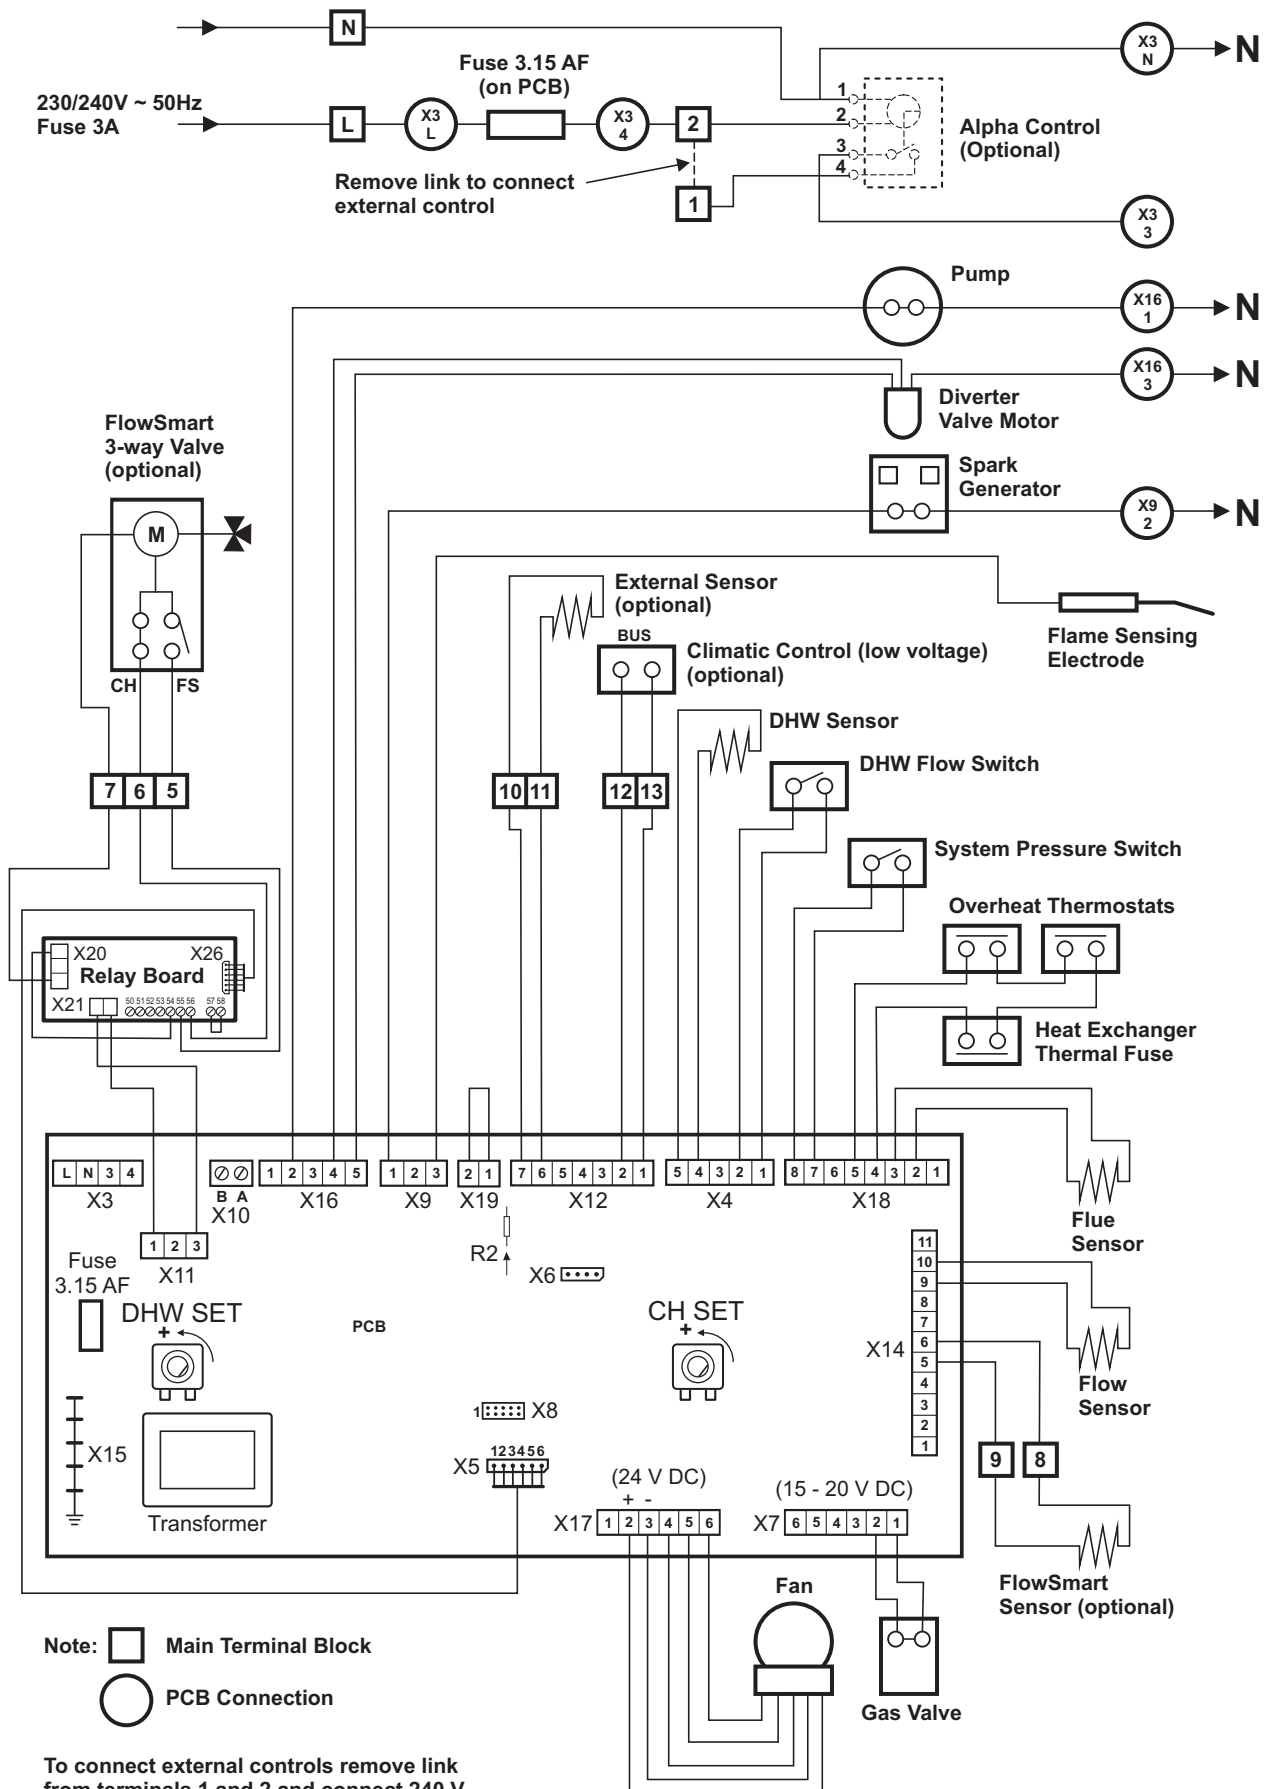 N
Fuse 3.15 AF
(on PCB)
X3
N
N
230/240V ~ 50Hz
Fuse 3A
L
X3
L
X3
4
2
1
2
3
4
Alpha Control
(Optional)
Remove link to connect
external control
1
X3
3
Pump
X16
1
N
X16
3
N
Diverter
Valve Motor
FlowSmart
3-way Valve
(optional)
Spark
Generator
X9
2
N
M
External Sensor
(optional)
BUS
Climatic Control (low voltage)
(optional)
Flame Sensing
Electrode
CH FS
DHW Sensor
DHW Flow Switch
7 6 5
10 11
12 13
System Pressure Switch
Overheat Thermostats
X20 X26
Relay Board
X21
50 51 52 53 54 55 56 57 58
Heat Exchanger
Thermal Fuse
L N 3 4
X3
B A
X10
1 2 3 4 5
X16
1 2 3
X9
2 1
X19
7 6 5 4 3 2 1
X12
5 4 3 2 1
X4
8 7 6 5 4 3 2 1
X18
Flue
Sensor
1 2 3
X11
R2
X6
Fuse
3.15 AF
DHW SET
+
PCB
CH SET
+
11
10
9
8
7
6
5
4
3
2
1
X14
Flow
Sensor
1 X8
X15
123456
X5
9 8
Transformer
(24 V DC)
+ -
X17 1 2 3 4 5 6
(15 - 20 V DC)
X7 6 5 4 3 2 1
FlowSmart
Sensor (optional)
Fan
Gas Valve
Note: Main Terminal Block
PCB Connection
To connect external controls remove link
from terminals 1 and 2 and connect 240 V